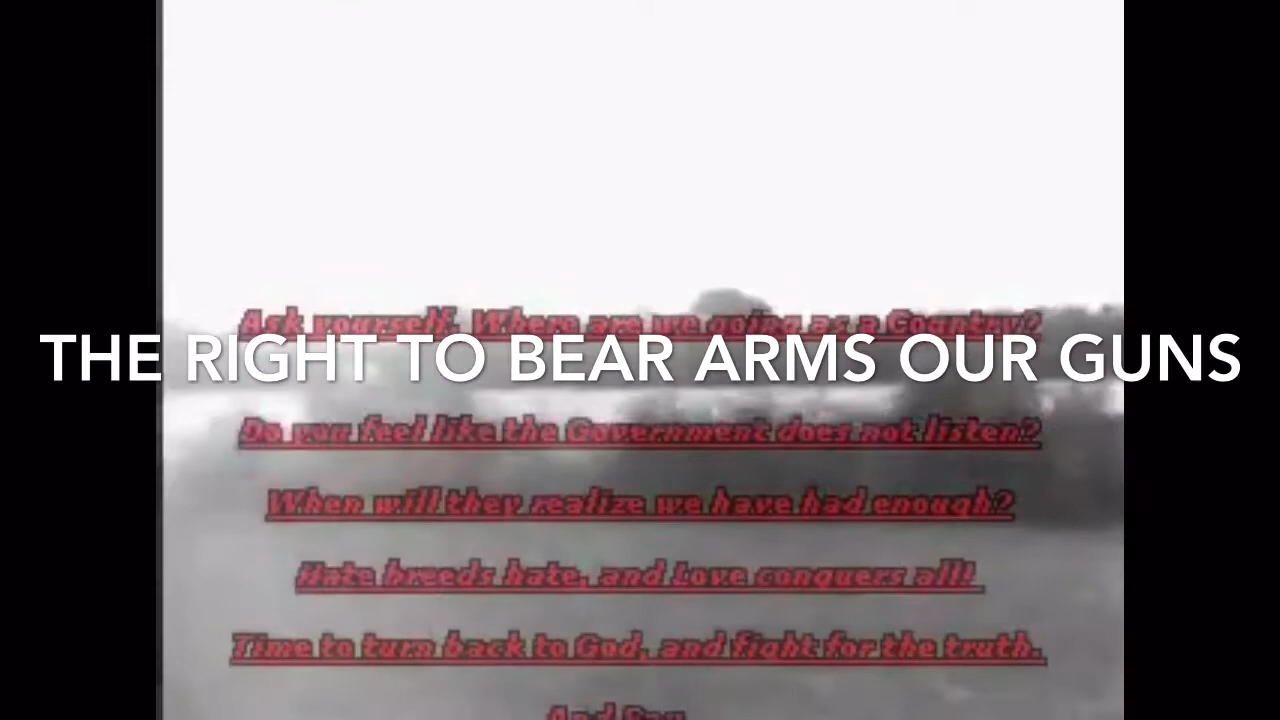 Ask yourself, Where are we going as a Country?
THE RIGHT TO BEAR ARMS OUR GUNS
Do you feel like the Government does not listen?
When will they realize we have had enough?
Hate breeds hate, and Love conquers all!
Time to turn back to God, and fight for the truth.
And